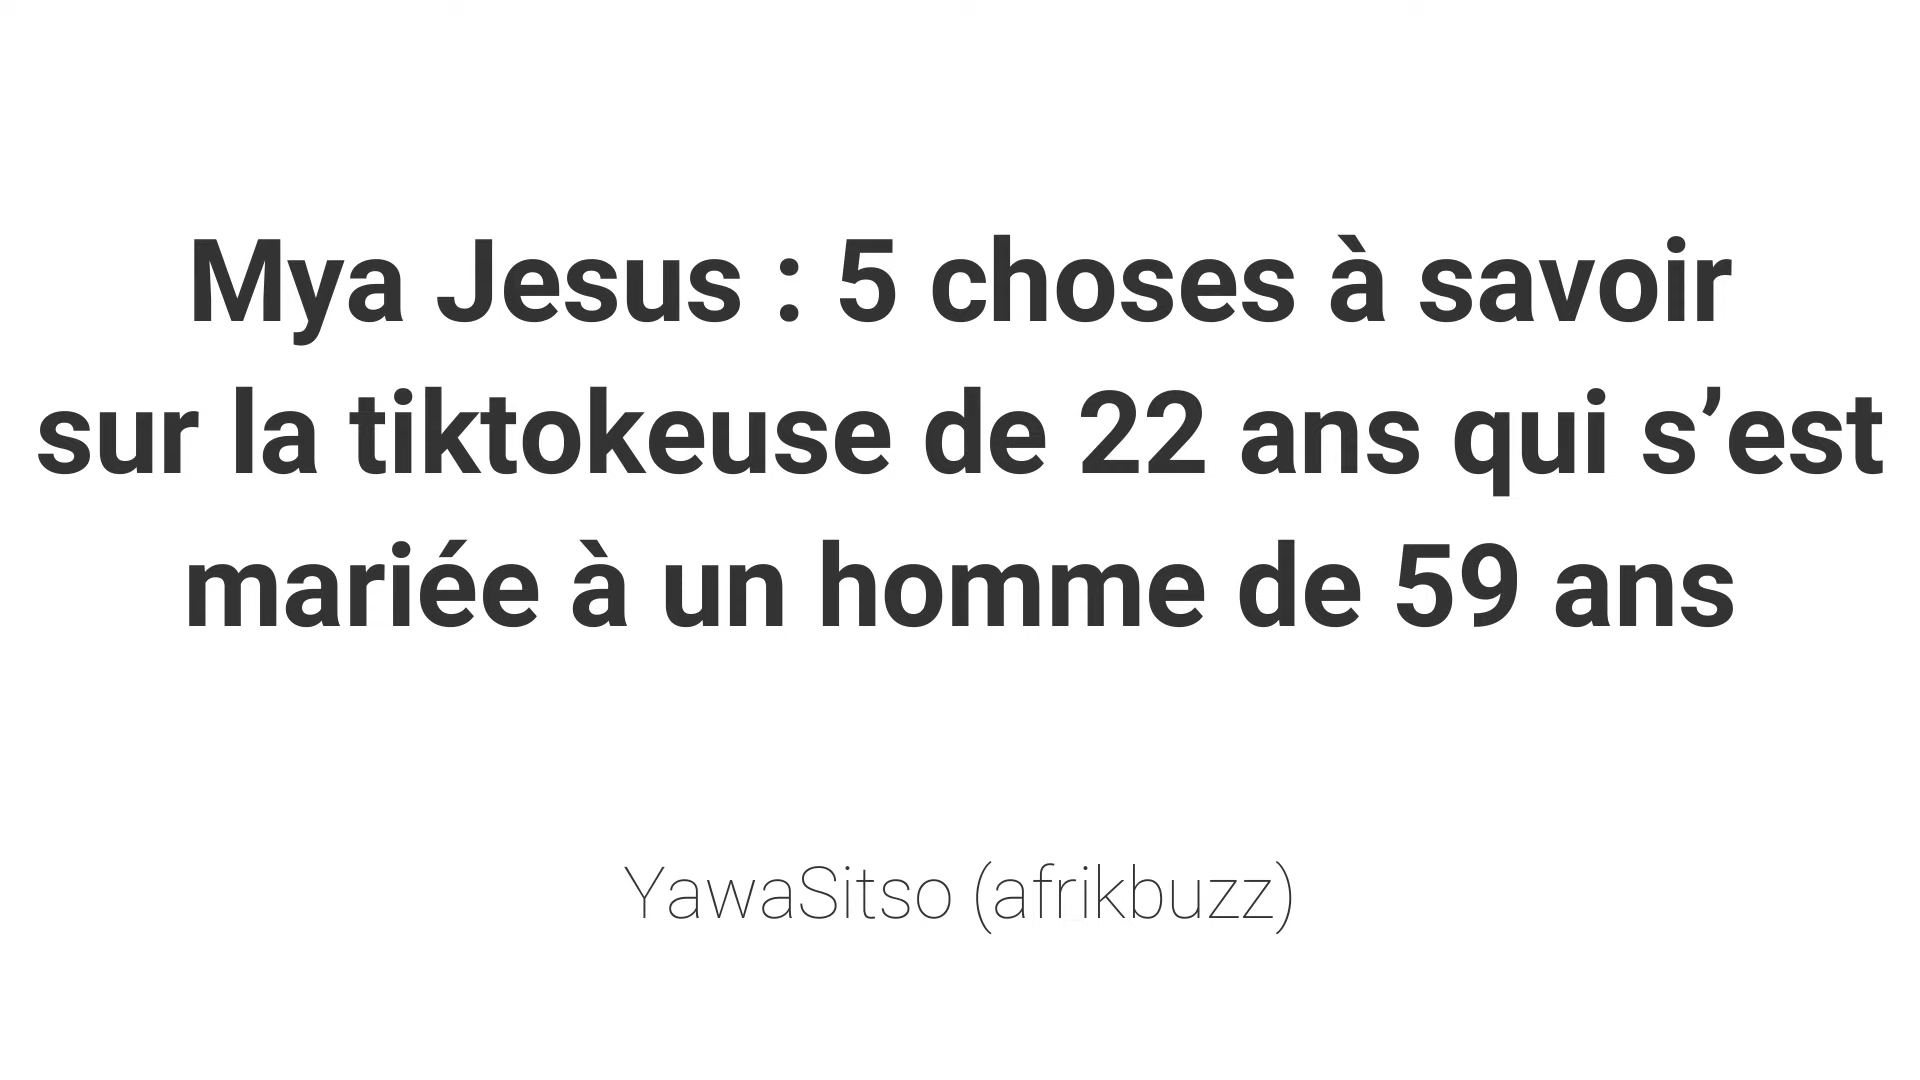 Mya Jesus : 5 choses à savoir
sur la tiktokeuse de 22 ans qui s’est
mariée à un homme de 59 ans
YawaSitso (afrikbuzz)